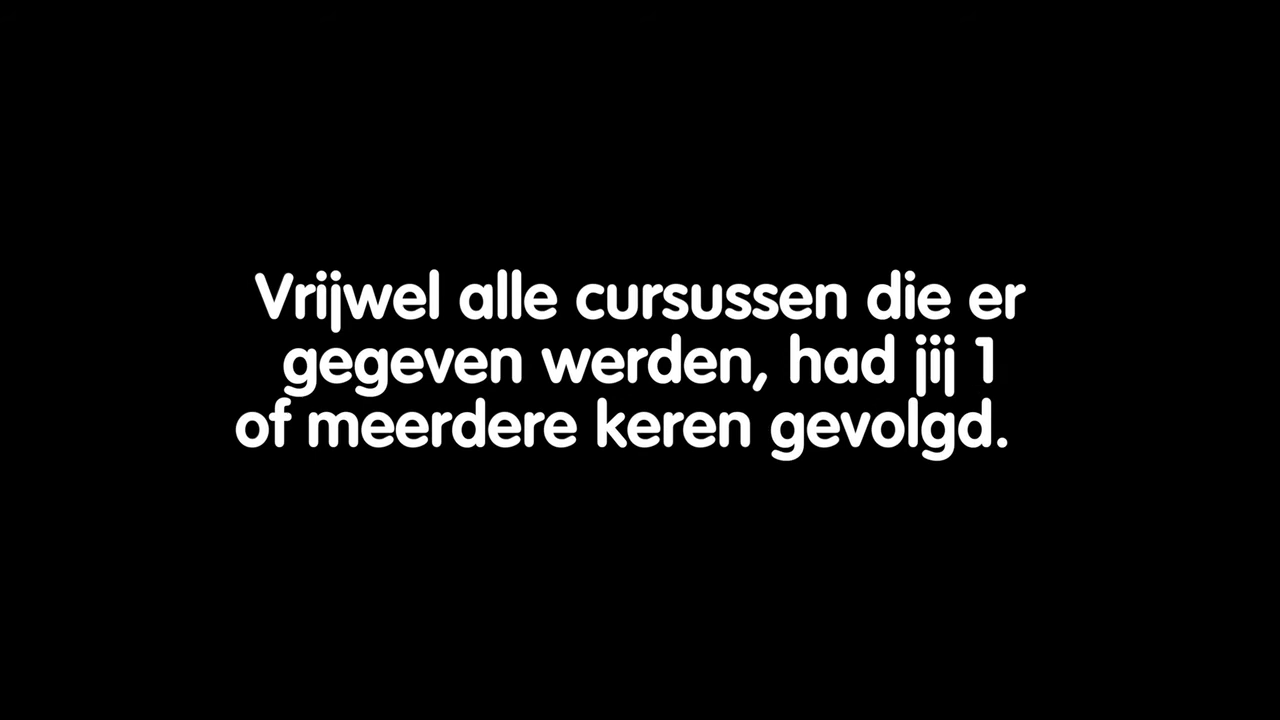 Vrijwel alle cursussen die er
gegeven werden, had jij 1
of meerdere keren gevolgd.